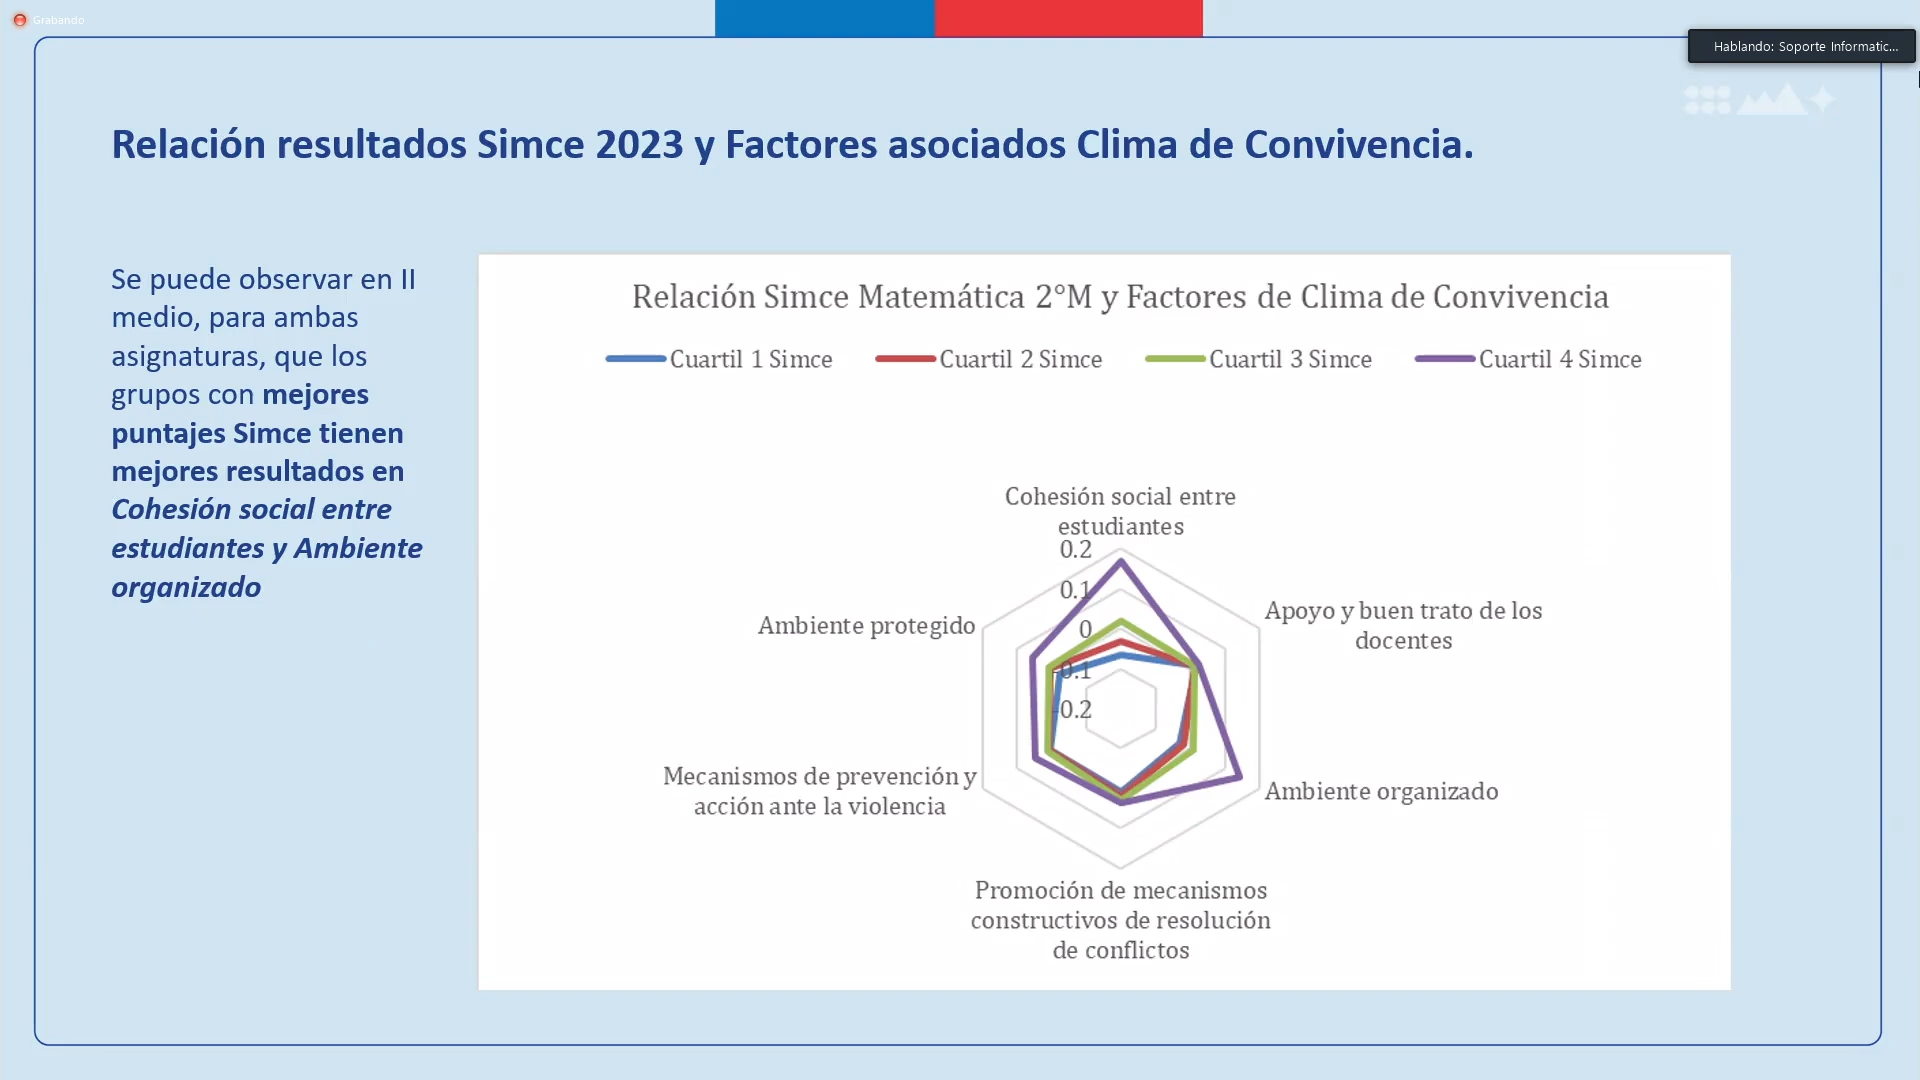 Grabando
Hablando: Soporte Informatic...
Relación resultados Simce 2023 y Factores asociados Clima de Convivencia.
Se puede observar en II
medio, para ambas
asignaturas, que los
grupos con mejores
puntajes Simce tienen
mejores resultados en
Cohesión social entre
estudiantes y Ambiente
organizado
Relación Simce Matemática 2°M y Factores de Clima de Convivencia
Cuartil 1 Simce
Cuartil 2 Simce
Cuartil 3 Simce
Cuartil 4 Simce
Cohesión social entre
estudiantes
0.2
0.1
0
-0.1
-0.2
Apoyo y buen trato de los
docentes
Ambiente organizado
Promoción de mecanismos
constructivos de resolución
de conflictos
Mecanismos de prevención y
acción ante la violencia
Ambiente protegido